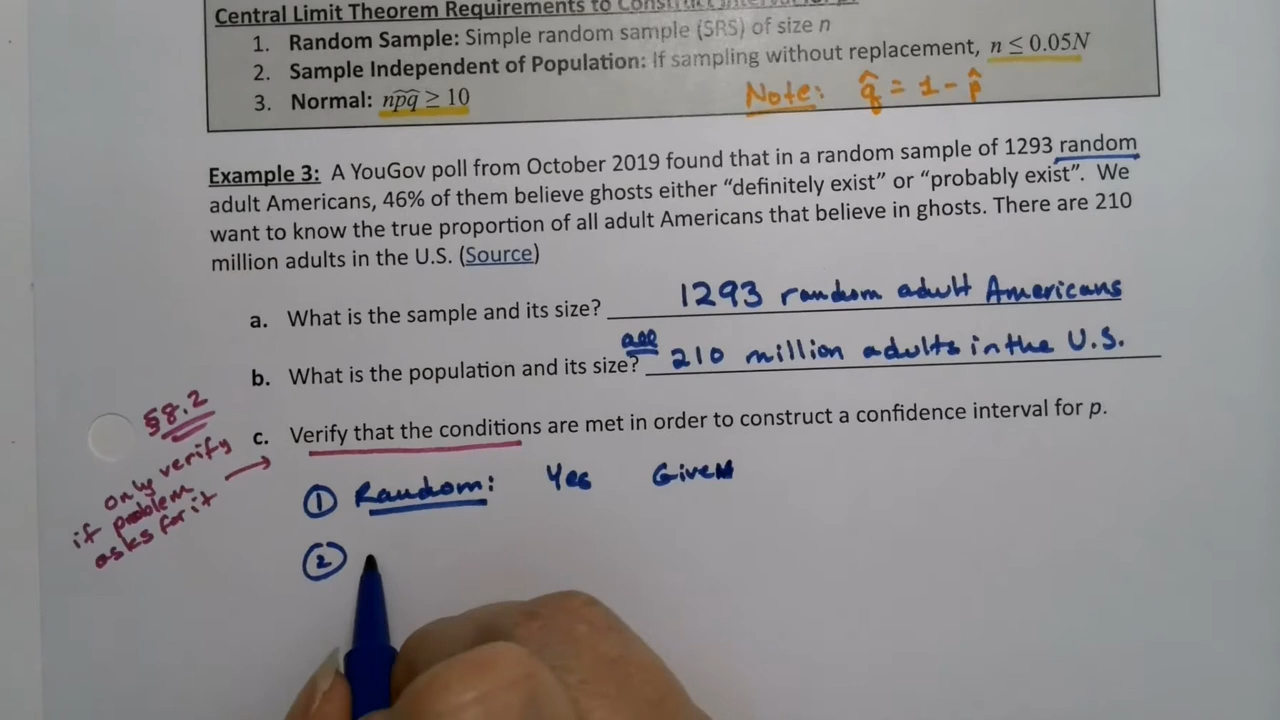 Central Limit Theorem Requirements to Construct
1. Random Sample: Simple random sample (SRS) of size n
2. Sample Independent of Population: If sampling without replacement, n ≤ 0.05N
3. Normal: np̂q̂ ≥ 10
Note: q̂ = 1 - p̂
Example 3: A YouGov poll from October 2019 found that in a random sample of 1293 random
adult Americans, 46% of them believe ghosts either “definitely exist” or “probably exist”. We
want to know the true proportion of all adult Americans that believe in ghosts. There are 210
million adults in the U.S. (Source)
a. What is the sample and its size? 1293 random adult Americans
b. What is the population and its size? all 210 million adults in the U.S.
c. Verify that the conditions are met in order to construct a confidence interval for p.
§8.2
only verify
if problem
asks for it
① Random: Yes Given
②